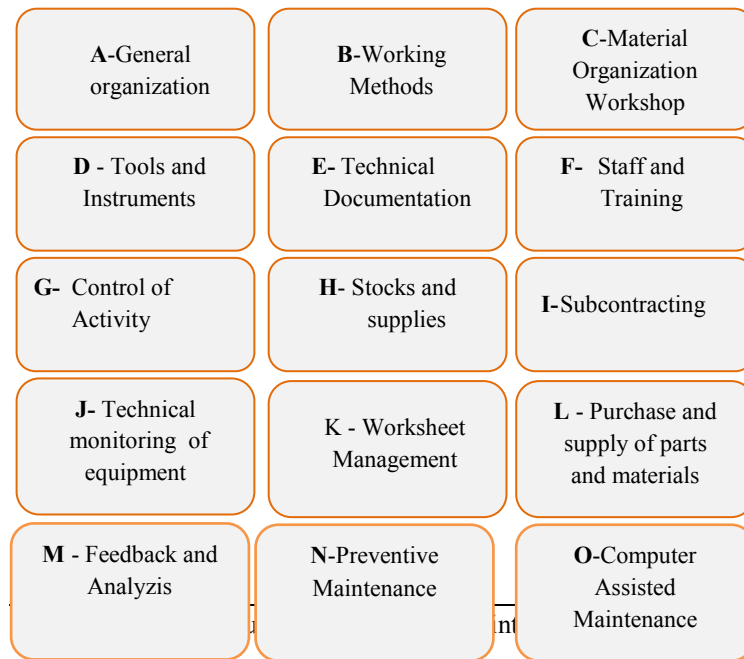 A-General
organization
B-Working
Methods
C-Material
Organization
Workshop
D - Tools and
Instruments
E- Technical
Documentation
F- Staff and
Training
G- Control of
Activity
H- Stocks and
supplies
I-Subcontracting
J- Technical
monitoring of
equipment
K - Worksheet
Management
L - Purchase and
supply of parts
and materials
M - Feedback and
Analyzis
N-Preventive
Maintenance
O-Computer
Assisted
Maintenance